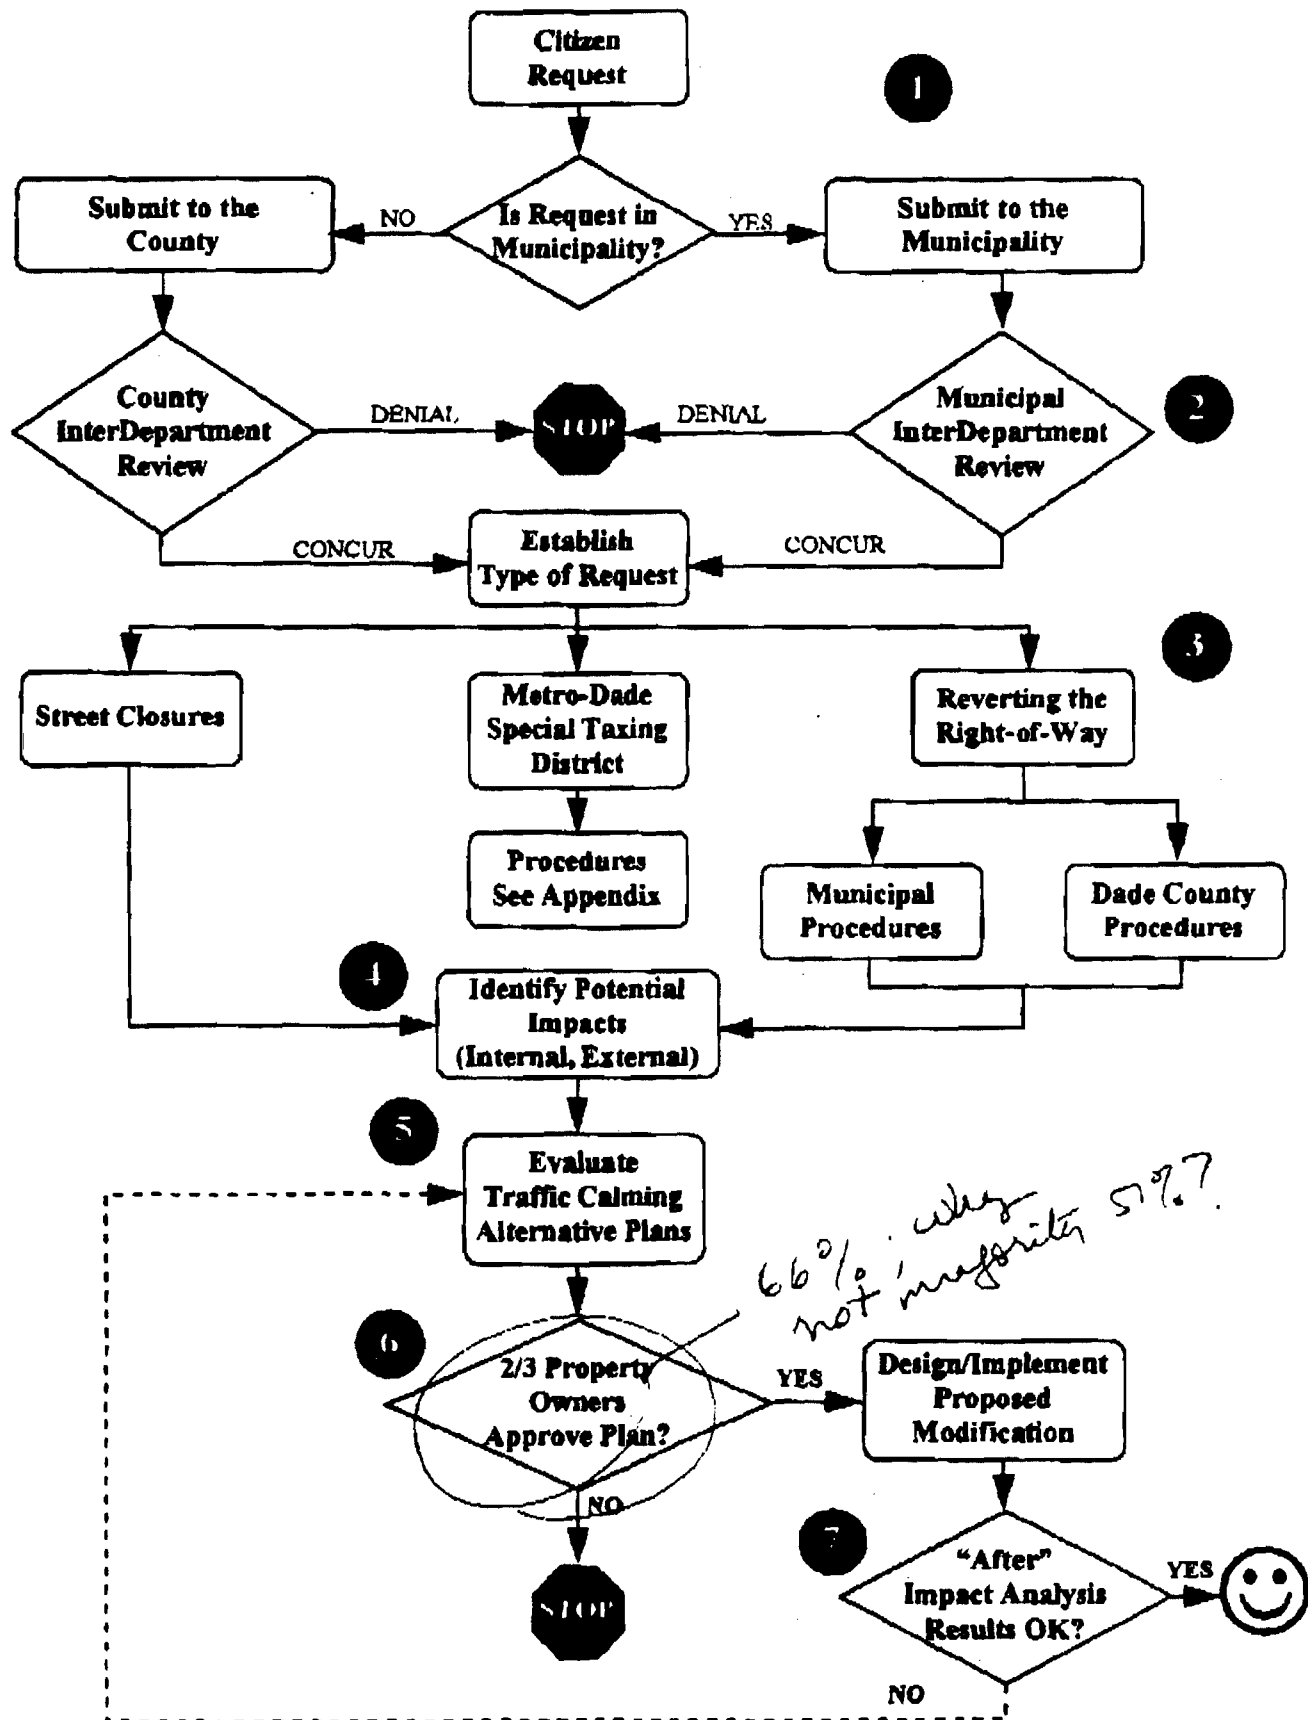 Citizen
Request
1
Submit to the
County
NO
Is Request in
Municipality?
YES
Submit to the
Municipality
County
InterDepartment
Review
DENIAL
STOP
DENIAL
Municipal
InterDepartment
Review
2
CONCUR
Establish
Type of Request
CONCUR
3
Street Closures
Metro-Dade
Special Taxing
District
Reverting the
Right-of-Way
Procedures
See Appendix
Municipal
Procedures
Dade County
Procedures
4
Identify Potential
Impacts
(Internal, External)
5
Evaluate
Traffic Calming
Alternative Plans
66%. why
not majority 51%?
6
2/3 Property
Owners
Approve Plan?
YES
Design/Implement
Proposed
Modification
NO
STOP
7
"After"
Impact Analysis
Results OK?
YES
NO